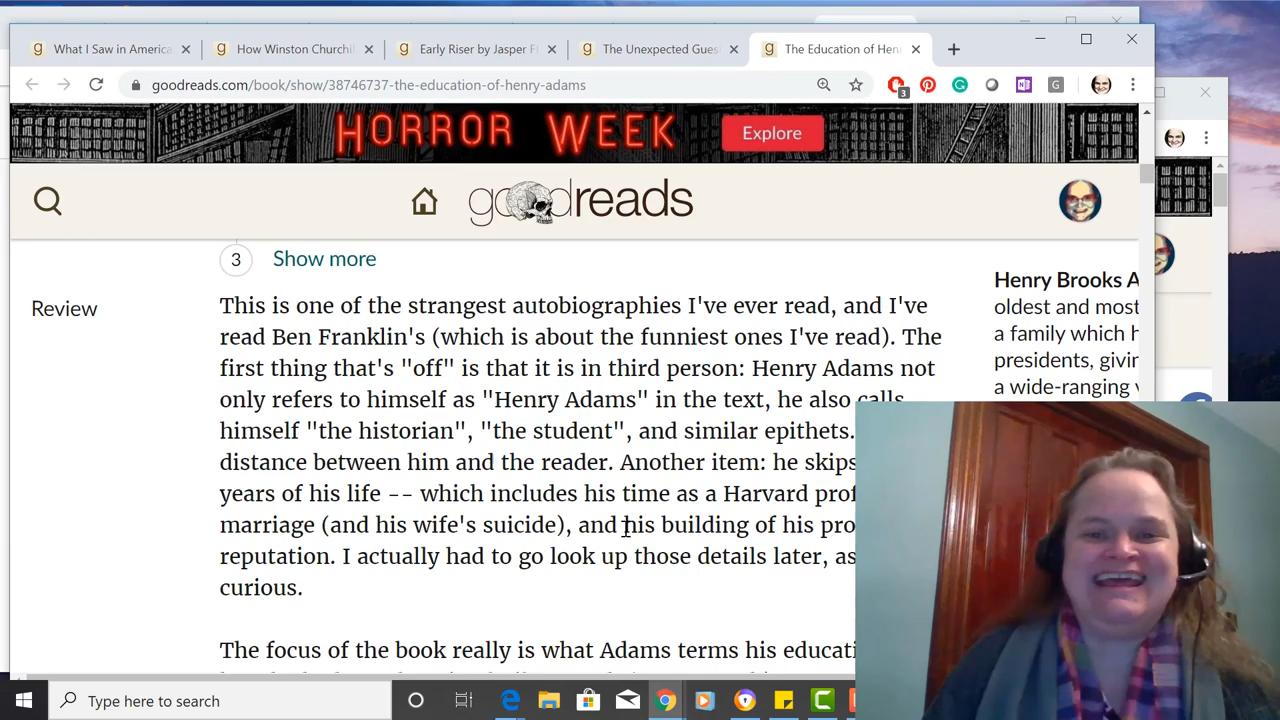 What I Saw in America
How Winston Churchil
Early Riser by Jasper F
The Unexpected Gues
The Education of Hen
goodreads.com/book/show/38746737-the-education-of-henry-adams
3
G
HORROR WEEK
Explore
goodreads
3
Show more
Review
This is one of the strangest autobiographies I've ever read, and I've
read Ben Franklin's (which is about the funniest ones I've read). The
first thing that's "off" is that it is in third person: Henry Adams not
only refers to himself as "Henry Adams" in the text, he also calls
himself "the historian", "the student", and similar epithets.
distance between him and the reader. Another item: he skips
years of his life -- which includes his time as a Harvard prof
marriage (and his wife's suicide), and his building of his pro
reputation. I actually had to go look up those details later, as
curious.
The focus of the book really is what Adams terms his educati
Henry Brooks A
oldest and most
a family which h
presidents, givin
a wide-ranging
Type here to search